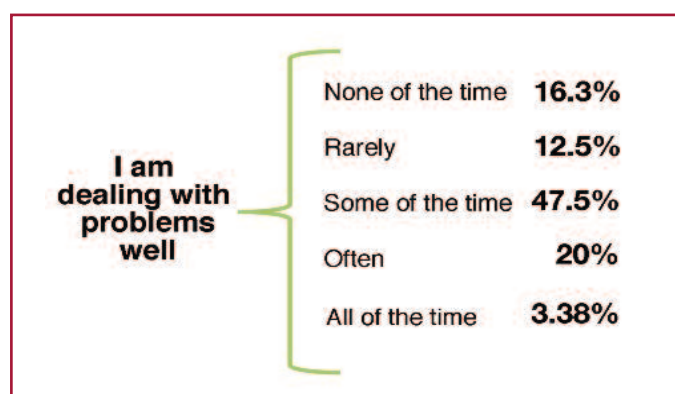 I am
dealing with
problems
well
None of the time 16.3%
Rarely 12.5%
Some of the time 47.5%
Often 20%
All of the time 3.38%